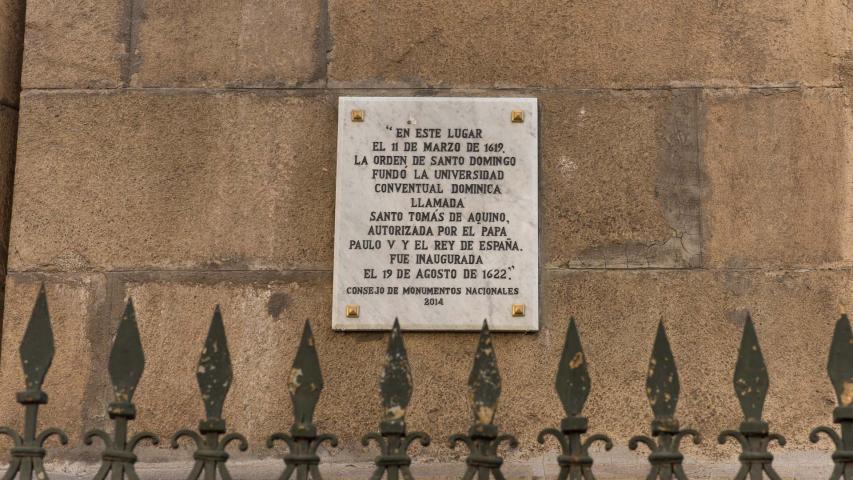 "EN ESTE LUGAR
EL 11 DE MARZO DE 1619,
LA ORDEN DE SANTO DOMINGO
FUNDÓ LA UNIVERSIDAD
CONVENTUAL DOMINICA
LLAMADA
SANTO TOMÁS DE AQUINO,
AUTORIZADA POR EL PAPA
PAULO V Y EL REY DE ESPAÑA.
FUE INAUGURADA
EL 19 DE AGOSTO DE 1622".
CONSEJO DE MONUMENTOS NACIONALES
2014